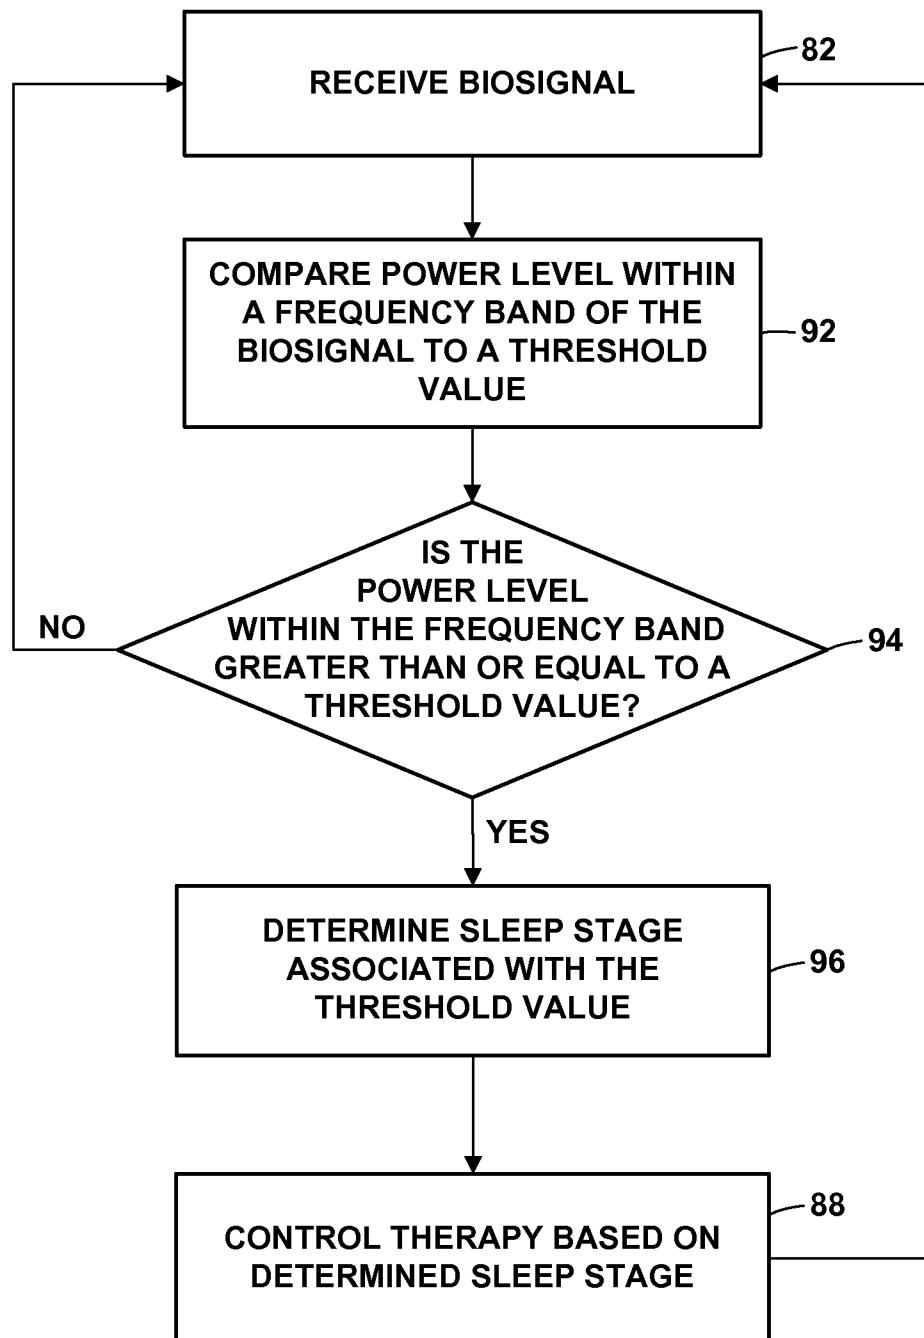 82
RECEIVE BIOSIGNAL
COMPARE POWER LEVEL WITHIN
A FREQUENCY BAND OF THE
BIOSIGNAL TO A THRESHOLD
VALUE
92
IS THE
POWER LEVEL
WITHIN THE FREQUENCY BAND
GREATER THAN OR EQUAL TO A
THRESHOLD VALUE?
NO
94
YES
DETERMINE SLEEP STAGE
ASSOCIATED WITH THE
THRESHOLD VALUE
96
88
CONTROL THERAPY BASED ON
DETERMINED SLEEP STAGE